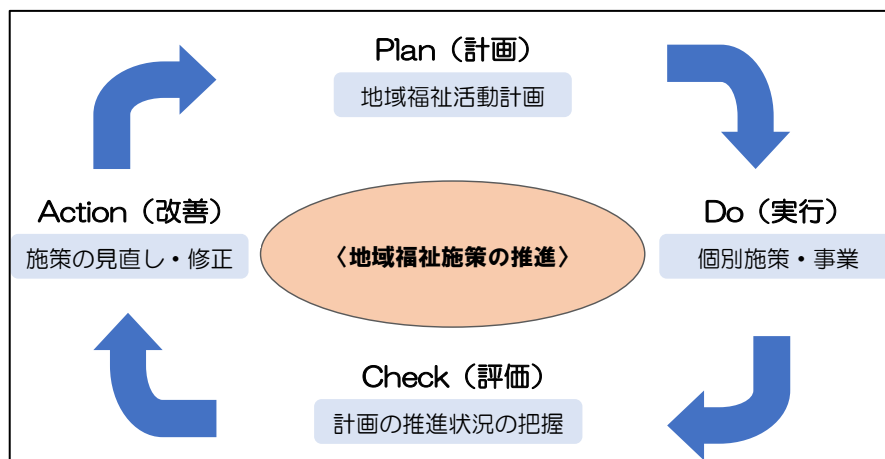 Plan（計画）
地域福祉活動計画
Action（改善）
施策の見直し・修正
〈地域福祉施策の推進〉
Do（実行）
個別施策・事業
Check（評価）
計画の推進状況の把握